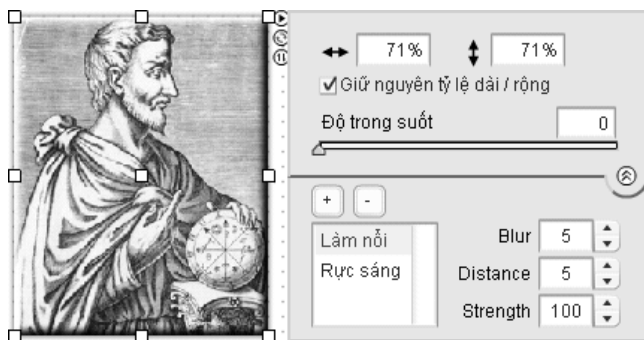 71% 71%
Giữ nguyên tỷ lệ dài / rộng
Độ trong suốt 0
+ -
Làm nổi
Rực sáng
Blur 5
Distance 5
Strength 100